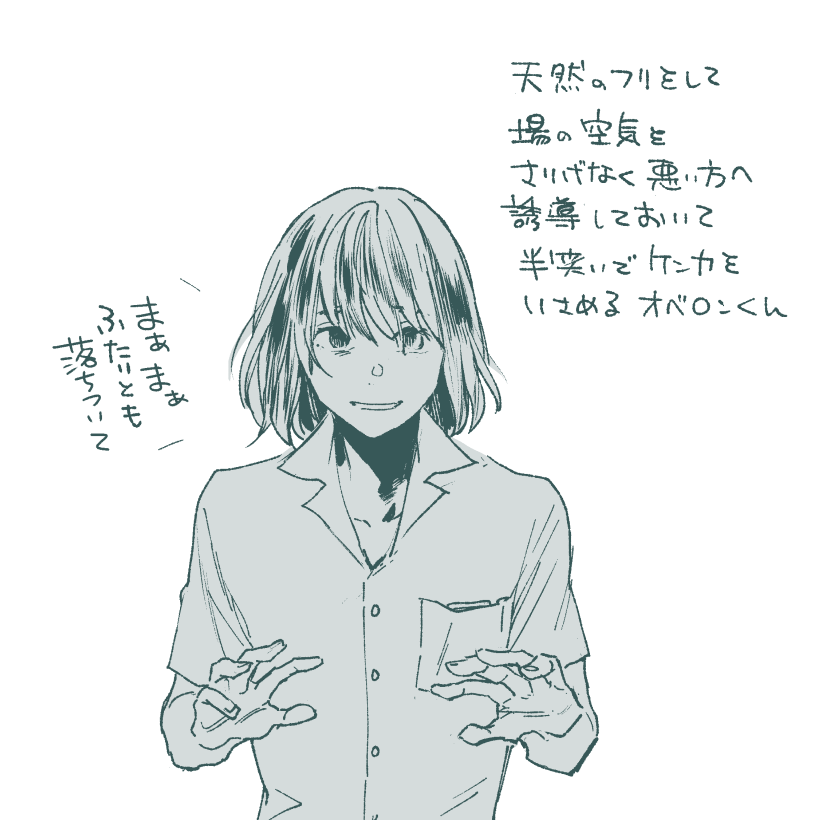 天然のフリをして
場の空気を
さりげなく悪い方へ
誘導しておいて
半笑いでケンカを
いさめるオベロンくん
まぁまぁ
ふたりとも
落ちついて